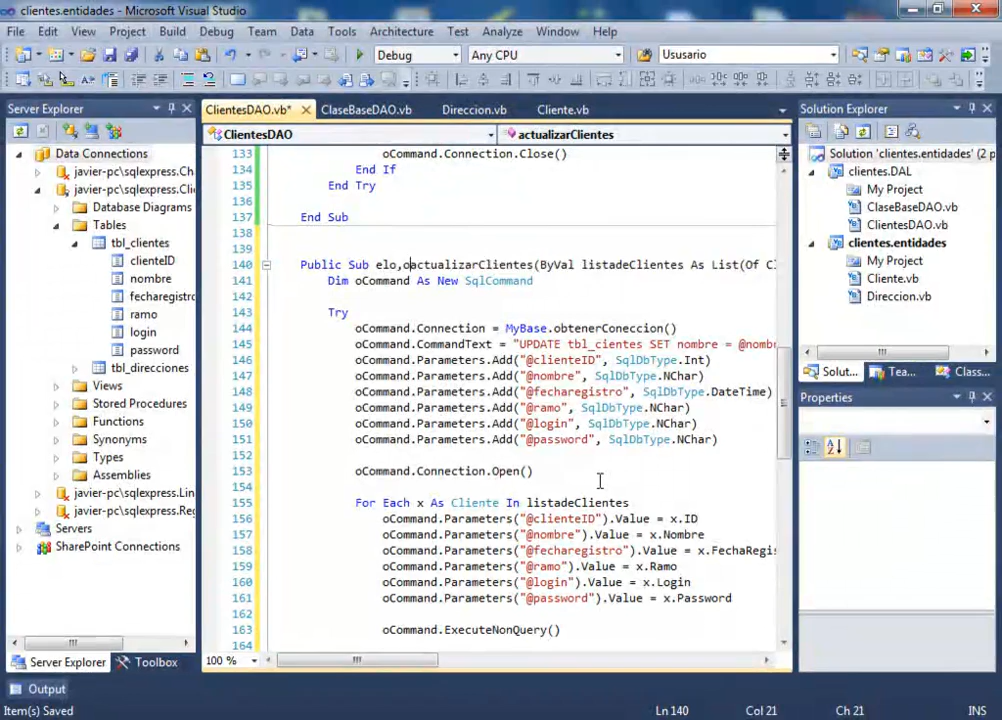 clientes.entidades - Microsoft Visual Studio
File Edit View Project Build Debug Team Data Tools Architecture Test Analyze Window Help
Debug Any CPU Ususario
Server Explorer
Data Connections
javier-pc\sqlexpress.Ch
javier-pc\sqlexpress.Cli
Database Diagrams
Tables
tbl_clientes
clienteID
nombre
fecharegistro
ramo
login
password
tbl_direcciones
Views
Stored Procedures
Functions
Synonyms
Types
Assemblies
javier-pc\sqlexpress.Lin
javier-pc\sqlexpress.Reg
Servers
SharePoint Connections
Server Explorer Toolbox
ClientesDAO.vb* ClaseBaseDAO.vb Direccion.vb Cliente.vb
ClientesDAO actualizarClientes
133 oCommand.Connection.Close()
134 End If
135 End Try
136
137 End Sub
138
139
140 Public Sub elo,oactualizarClientes(ByVal listadeClientes As List(Of Cl
141 Dim oCommand As New SqlCommand
142
143 Try
144 oCommand.Connection = MyBase.obtenerConeccion()
145 oCommand.CommandText = "UPDATE tbl_cientes SET nombre = @nomb
146 oCommand.Parameters.Add("@clienteID", SqlDbType.Int)
147 oCommand.Parameters.Add("@nombre", SqlDbType.NChar)
148 oCommand.Parameters.Add("@fecharegistro", SqlDbType.DateTime)
149 oCommand.Parameters.Add("@ramo", SqlDbType.NChar)
150 oCommand.Parameters.Add("@login", SqlDbType.NChar)
151 oCommand.Parameters.Add("@password", SqlDbType.NChar)
152
153 oCommand.Connection.Open()
154
155 For Each x As Cliente In listadeClientes
156 oCommand.Parameters("@clienteID").Value = x.ID
157 oCommand.Parameters("@nombre").Value = x.Nombre
158 oCommand.Parameters("@fecharegistro").Value = x.FechaRegis
159 oCommand.Parameters("@ramo").Value = x.Ramo
160 oCommand.Parameters("@login").Value = x.Login
161 oCommand.Parameters("@password").Value = x.Password
162
163 oCommand.ExecuteNonQuery()
164
100 %
Solution Explorer
Solution 'clientes.entidades' (2 p
clientes.DAL
My Project
ClaseBaseDAO.vb
ClientesDAO.vb
clientes.entidades
My Project
Cliente.vb
Direccion.vb
Solut... Tea... Class...
Properties
Output
Item(s) Saved Ln 140 Col 21 Ch 21 INS